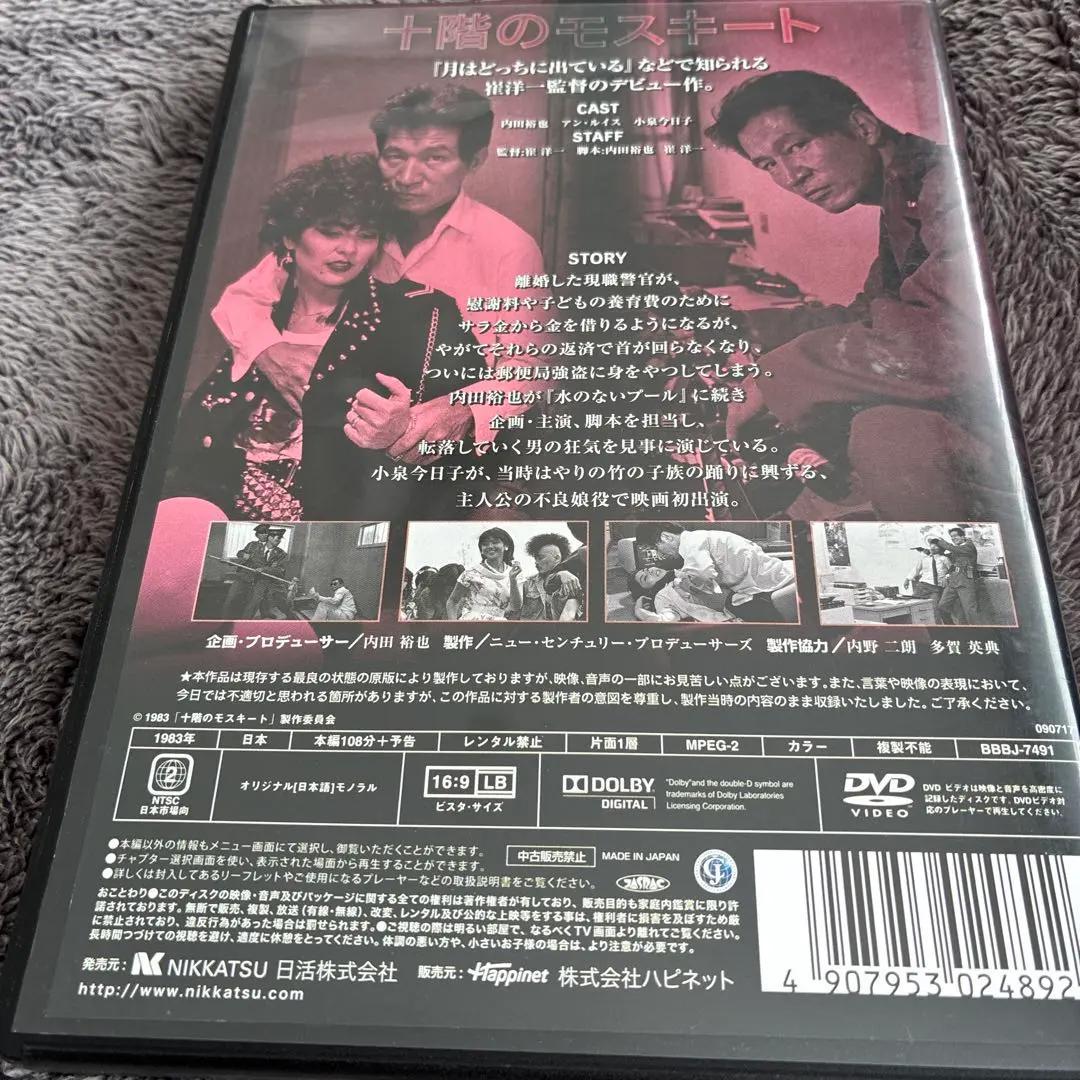 十階のモスキート
『月はどっちに出ている』などで知られる
崔洋一監督のデビュー作。
CAST
内田裕也 アン・ルイス 小泉今日子
STAFF
監督:崔 洋一 脚本:内田裕也 崔 洋一
STORY
離婚した現職警官が、
慰謝料や子どもの養育費のために
サラ金から金を借りるようになるが、
やがてそれらの返済で首が回らなくなり、
ついには郵便局強盗に身をやつしてしまう。
内田裕也が『水のないプール』に続き
企画・主演、脚本を担当し、
転落していく男の狂気を見事に演じている。
小泉今日子が、当時はやりの竹の子族の踊りに興ずる、
主人公の不良娘役で映画初出演。
企画・プロデューサー/内田 裕也 製作/ニュー・センチュリー・プロデューサーズ 製作協力/内野 二朗 多賀 英典
★本作品は現存する最良の状態の原版により製作しておりますが、映像、音声の一部にお見苦しい点がございます。また、言葉や映像の表現において、
今日では不適切と思われる箇所がありますが、この作品に対する製作者の意図を尊重し、製作当時の内容のまま収録いたしました。ご了承ください。
© 1983「十階のモスキート」製作委員会
090717
1983年 日本 本編108分+予告 レンタル禁止 片面1層 MPEG-2 カラー 複製不能 BBBJ-7491
2
NTSC
日本市場向
オリジナル[日本語]モノラル
16:9 LB
ビスタ・サイズ
DOLBY
DIGITAL
"Dolby"and the double-D symbol are
trademarks of Dolby Laboratories
Licensing Corporation.
DVD
VIDEO
DVD ビデオは映像と音声を高密度に
記録したディスクです。DVDビデオ対
応のプレーヤーで再生してください。
●本編以外の情報もメニュー画面にて選択し、御覧いただくことができます。
●チャプター選択画面を使い、表示された場面から再生することができます。
●詳しくは封入してあるリーフレットやご使用になるプレーヤーなどの取扱説明書をご覧ください。
中古販売禁止 MADE IN JAPAN
JASRAC
おことわり●このディスクの映像・音声及びパッケージに関する全ての権利は著作権者が有しており、販売目的も家庭内鑑賞に限り許
諾されております。無断で販売、複製、放送(有線・無線)、改変、レンタル及び公的な上映等をする事は、権利者に損害を及ぼすため厳
に禁止されており、違反行為があった場合は罰せられます。●ご視聴の際は明るい部屋で、なるべくTV画面より離れてご覧ください。
長時間つづけての視聴を避け、適度に休憩をとってください。体調の悪い方や、小さいお子様の場合は、より注意が必要です。
発売元: NIKKATSU 日活株式会社 販売元: Happinet 株式会社ハピネット
http://www.nikkatsu.com
4 907953 024892